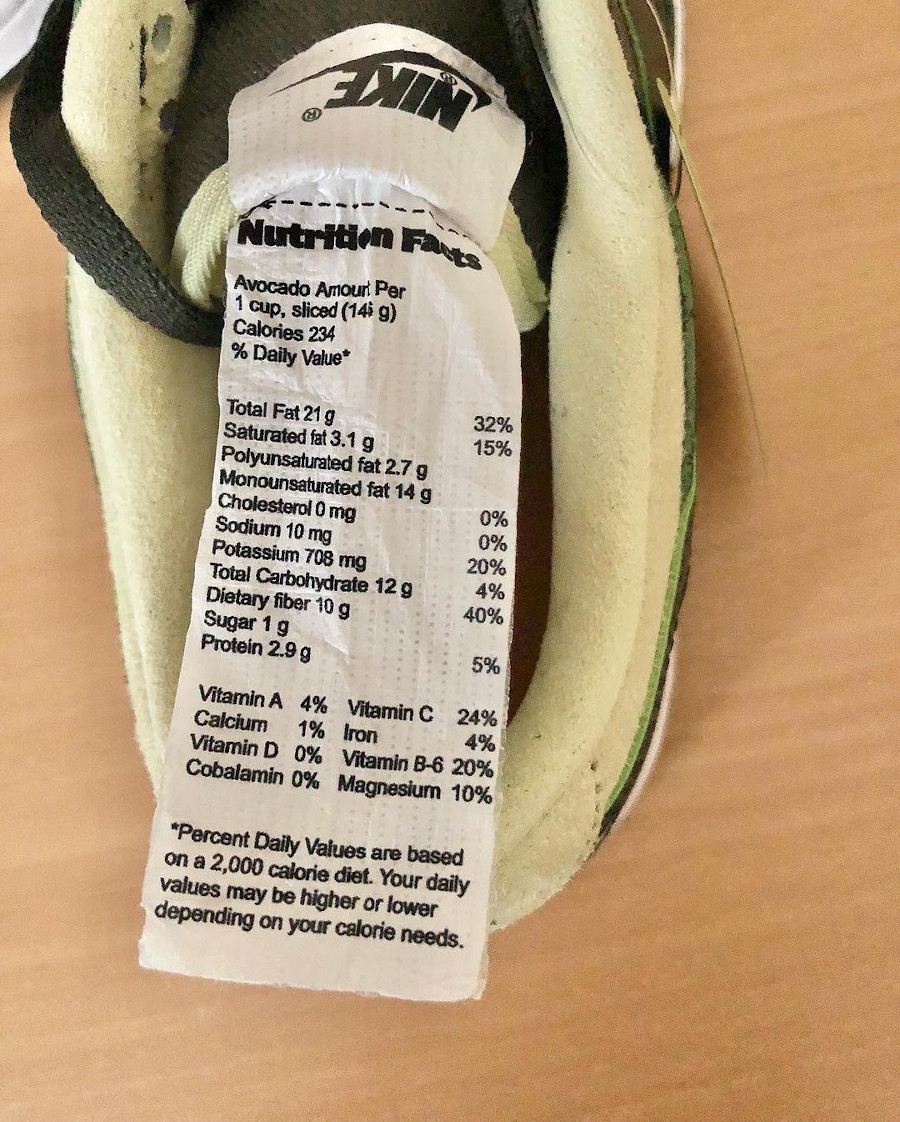 NIKE®
Nutrition Facts
Avocado Amount Per
1 cup, sliced (146 g)
Calories 234
% Daily Value*
Total Fat 21 g 32%
Saturated fat 3.1 g 15%
Polyunsaturated fat 2.7 g
Monounsaturated fat 14 g
Cholesterol 0 mg 0%
Sodium 10 mg 0%
Potassium 708 mg 20%
Total Carbohydrate 12 g 4%
Dietary fiber 10 g 40%
Sugar 1 g
Protein 2.9 g 5%
Vitamin A 4% Vitamin C 24%
Calcium 1% Iron 4%
Vitamin D 0% Vitamin B-6 20%
Cobalamin 0% Magnesium 10%
*Percent Daily Values are based
on a 2,000 calorie diet. Your daily
values may be higher or lower
depending on your calorie needs.